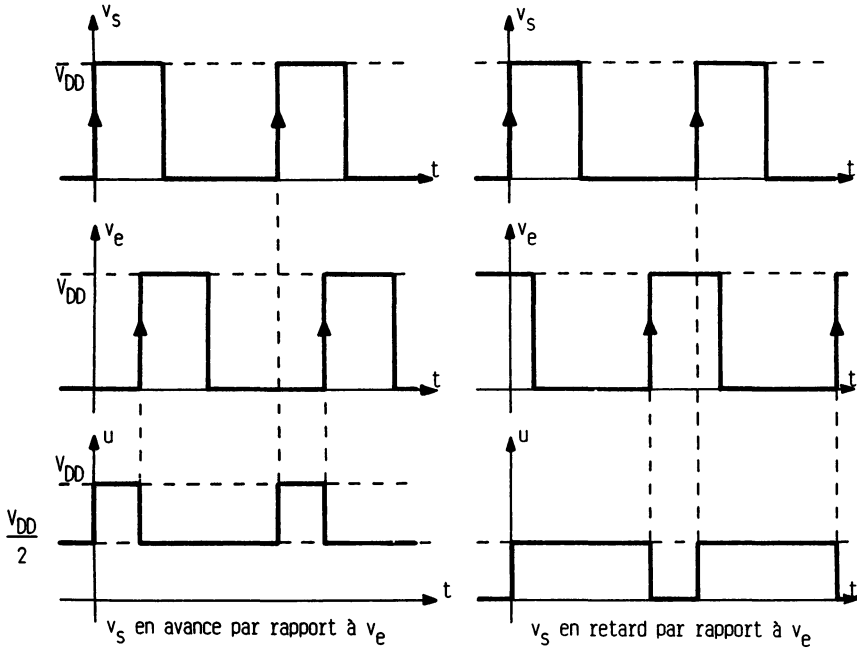 v_s
V_DD
t
v_e
V_DD
t
u
V_DD
V_DD
2
t
v_s en avance par rapport à v_e
v_s
t
v_e
t
u
t
v_s en retard par rapport à v_e